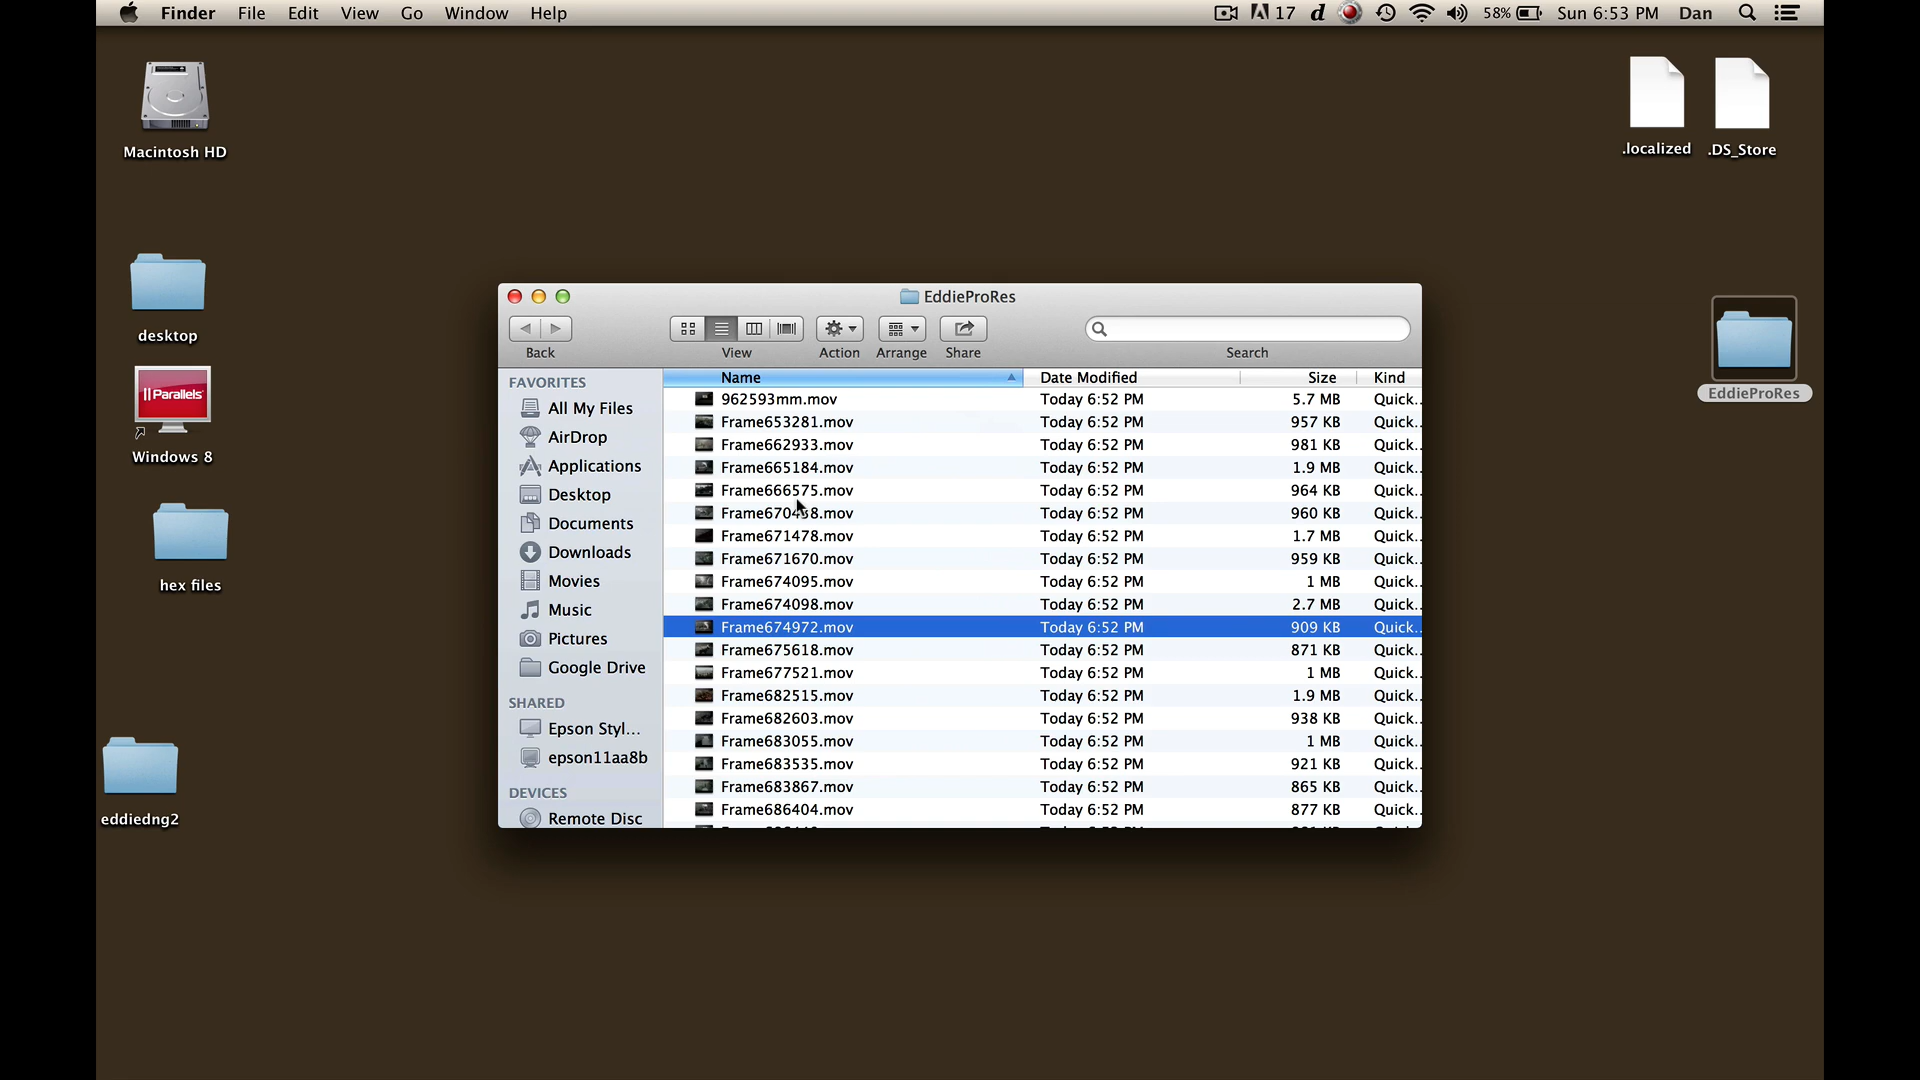 Finder File Edit View Go Window Help 17 d 58% Sun 6:53 PM Dan
Macintosh HD
.localized
.DS_Store
desktop
Parallels
Windows 8
hex files
eddiedng2
EddieProRes
EddieProRes
Back View Action Arrange Share Search
FAVORITES
All My Files
AirDrop
Applications
Desktop
Documents
Downloads
Movies
Music
Pictures
Google Drive
SHARED
Epson Styl...
epson11aa8b
DEVICES
Remote Disc
Name Date Modified Size Kind
962593mm.mov Today 6:52 PM 5.7 MB Quick...
Frame653281.mov Today 6:52 PM 957 KB Quick...
Frame662933.mov Today 6:52 PM 981 KB Quick...
Frame665184.mov Today 6:52 PM 1.9 MB Quick...
Frame666575.mov Today 6:52 PM 964 KB Quick...
Today 6:52 PM 960 KB Quick...
Frame671478.mov Today 6:52 PM 1.7 MB Quick...
Frame671670.mov Today 6:52 PM 959 KB Quick...
Frame674095.mov Today 6:52 PM 1 MB Quick...
Frame674098.mov Today 6:52 PM 2.7 MB Quick...
Frame674972.mov Today 6:52 PM 909 KB Quick...
Frame675618.mov Today 6:52 PM 871 KB Quick...
Frame677521.mov Today 6:52 PM 1 MB Quick...
Frame682515.mov Today 6:52 PM 1.9 MB Quick...
Frame682603.mov Today 6:52 PM 938 KB Quick...
Frame683055.mov Today 6:52 PM 1 MB Quick...
Frame683535.mov Today 6:52 PM 921 KB Quick...
Frame683867.mov Today 6:52 PM 865 KB Quick...
Frame686404.mov Today 6:52 PM 877 KB Quick...